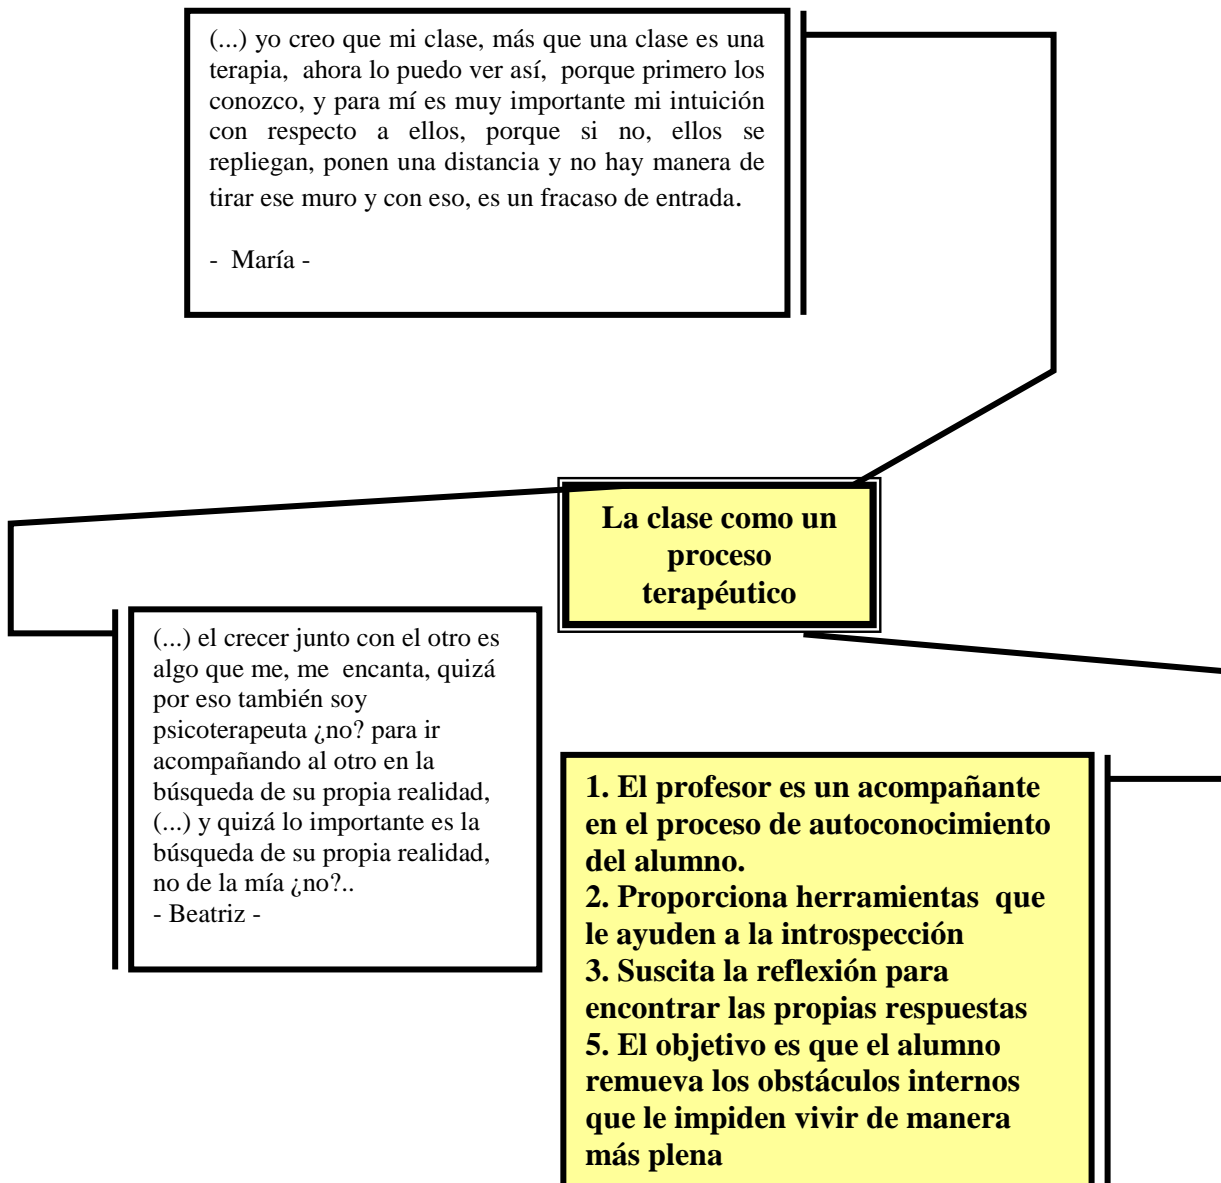 (...) yo creo que mi clase, más que una clase es una
terapia, ahora lo puedo ver así, porque primero los
conozco, y para mí es muy importante mi intuición
con respecto a ellos, porque si no, ellos se
repliegan, ponen una distancia y no hay manera de
tirar ese muro y con eso, es un fracaso de entrada.
- María -
La clase como un
proceso
terapéutico
(...) el crecer junto con el otro es
algo que me, me encanta, quizá
por eso también soy
psicoterapeuta ¿no? para ir
acompañando al otro en la
búsqueda de su propia realidad,
(...) y quizá lo importante es la
búsqueda de su propia realidad,
no de la mía ¿no?..
- Beatriz -
1. El profesor es un acompañante
en el proceso de autoconocimiento
del alumno.
2. Proporciona herramientas que
le ayuden a la introspección
3. Suscita la reflexión para
encontrar las propias respuestas
5. El objetivo es que el alumno
remueva los obstáculos internos
que le impiden vivir de manera
más plena